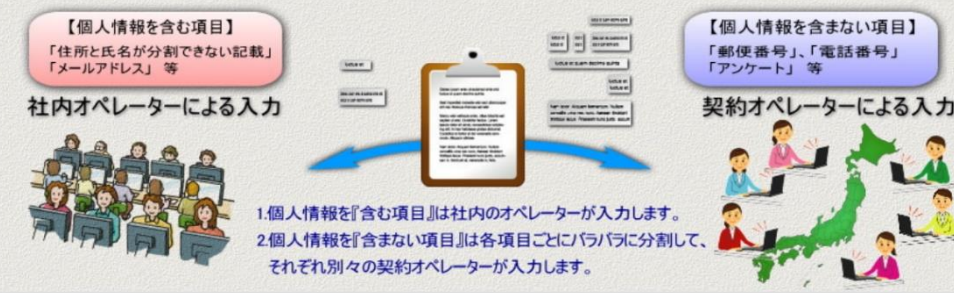 【個人情報を含む項目】
「住所と氏名が分割できない記載」
「メールアドレス」 等
社内オペレーターによる入力
【個人情報を含まない項目】
「郵便番号」、「電話番号」
「アンケート」 等
契約オペレーターによる入力
1.個人情報を『含む項目』は社内のオペレーターが入力します。
2.個人情報を『含まない項目』は各項目ごとにバラバラに分割して、
それぞれ別々の契約オペレーターが入力します。